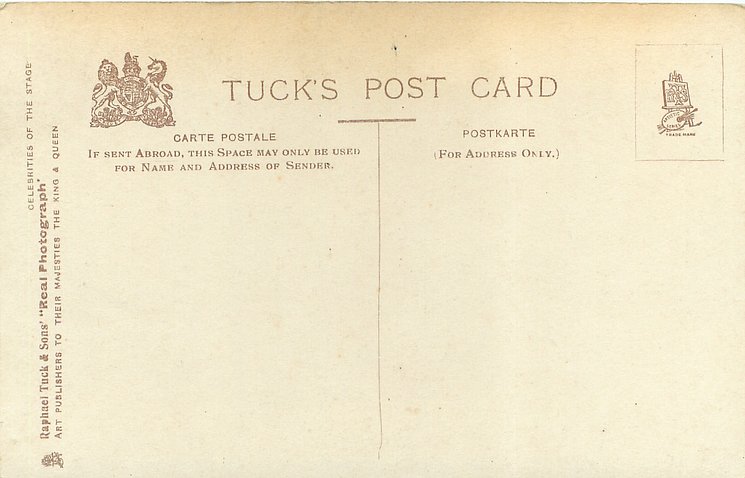 TUCK'S POST CARD
CARTE POSTALE
IF SENT ABROAD, THIS SPACE MAY ONLY BE USED
FOR NAME AND ADDRESS OF SENDER.
POSTKARTE
(FOR ADDRESS ONLY.)
TRADE MARK
CELEBRITIES OF THE STAGE
Raphael Tuck & Sons' "Real Photograph".
ART PUBLISHERS TO THEIR MAJESTIES THE KING & QUEEN